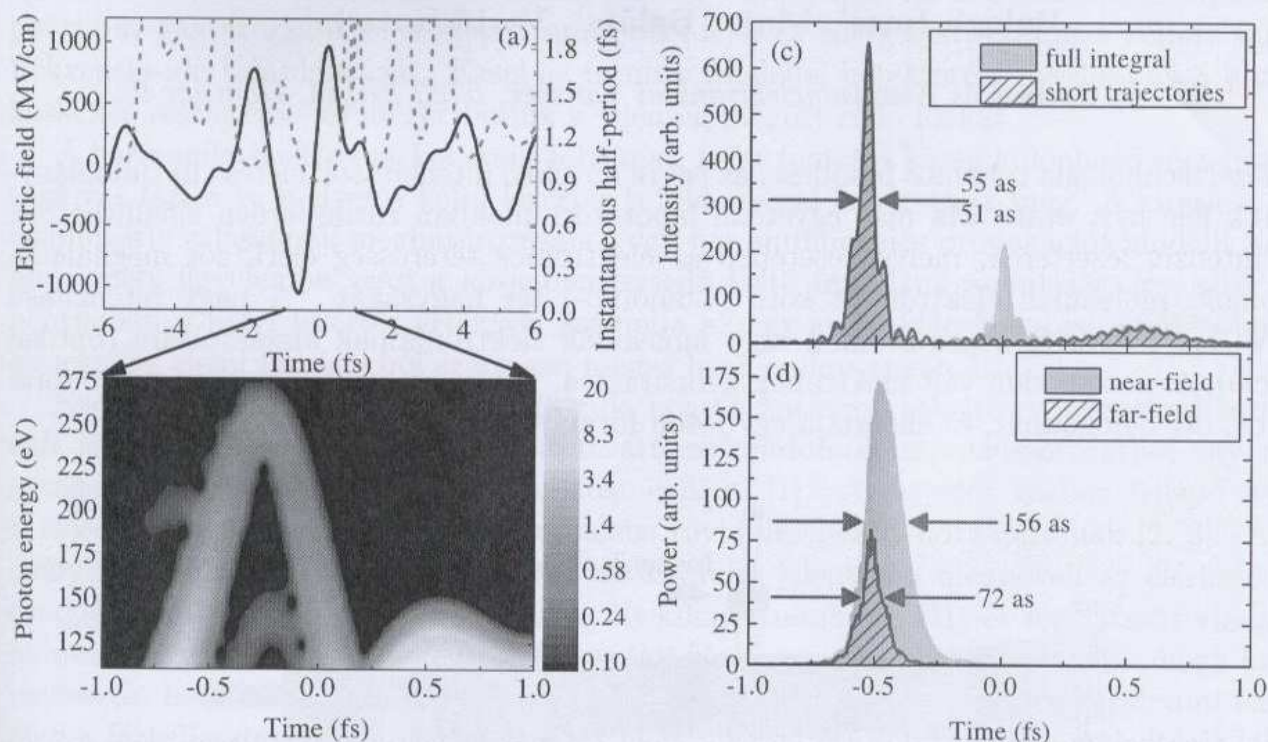 (a)
Electric field (MV/cm)
1000
500
0
-500
-1000
1.8
1.5
1.2
0.9
0.6
0.3
0.0
Instantaneous half-period (fs)
-6 -4 -2 0 2 4 6
Time (fs)
Photon energy (eV)
275
250
225
200
175
150
125
20
8.3
3.4
1.4
0.58
0.24
0.10
-1.0 -0.5 0.0 0.5 1.0
Time (fs)
(c)
full integral
short trajectories
Intensity (arb. units)
700
600
500
400
300
200
100
0
55 as
51 as
(d)
near-field
far-field
Power (arb. units)
175
150
125
100
75
50
25
0
156 as
72 as
-1.0 -0.5 0.0 0.5 1.0
Time (fs)